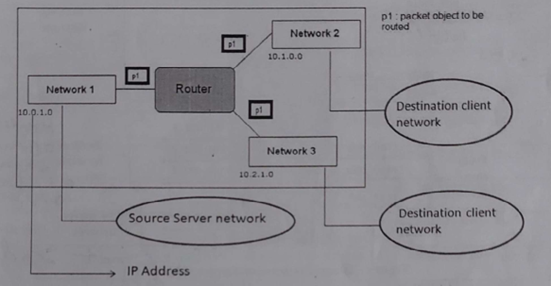 p1 : packet object to be
routed
Network 2
p1
10.1.0.0
Network 1
p1
Router
10.0.1.0
p1
Destination client
network
Network 3
10.2.1.0
Source Server network
Destination client
network
IP Address